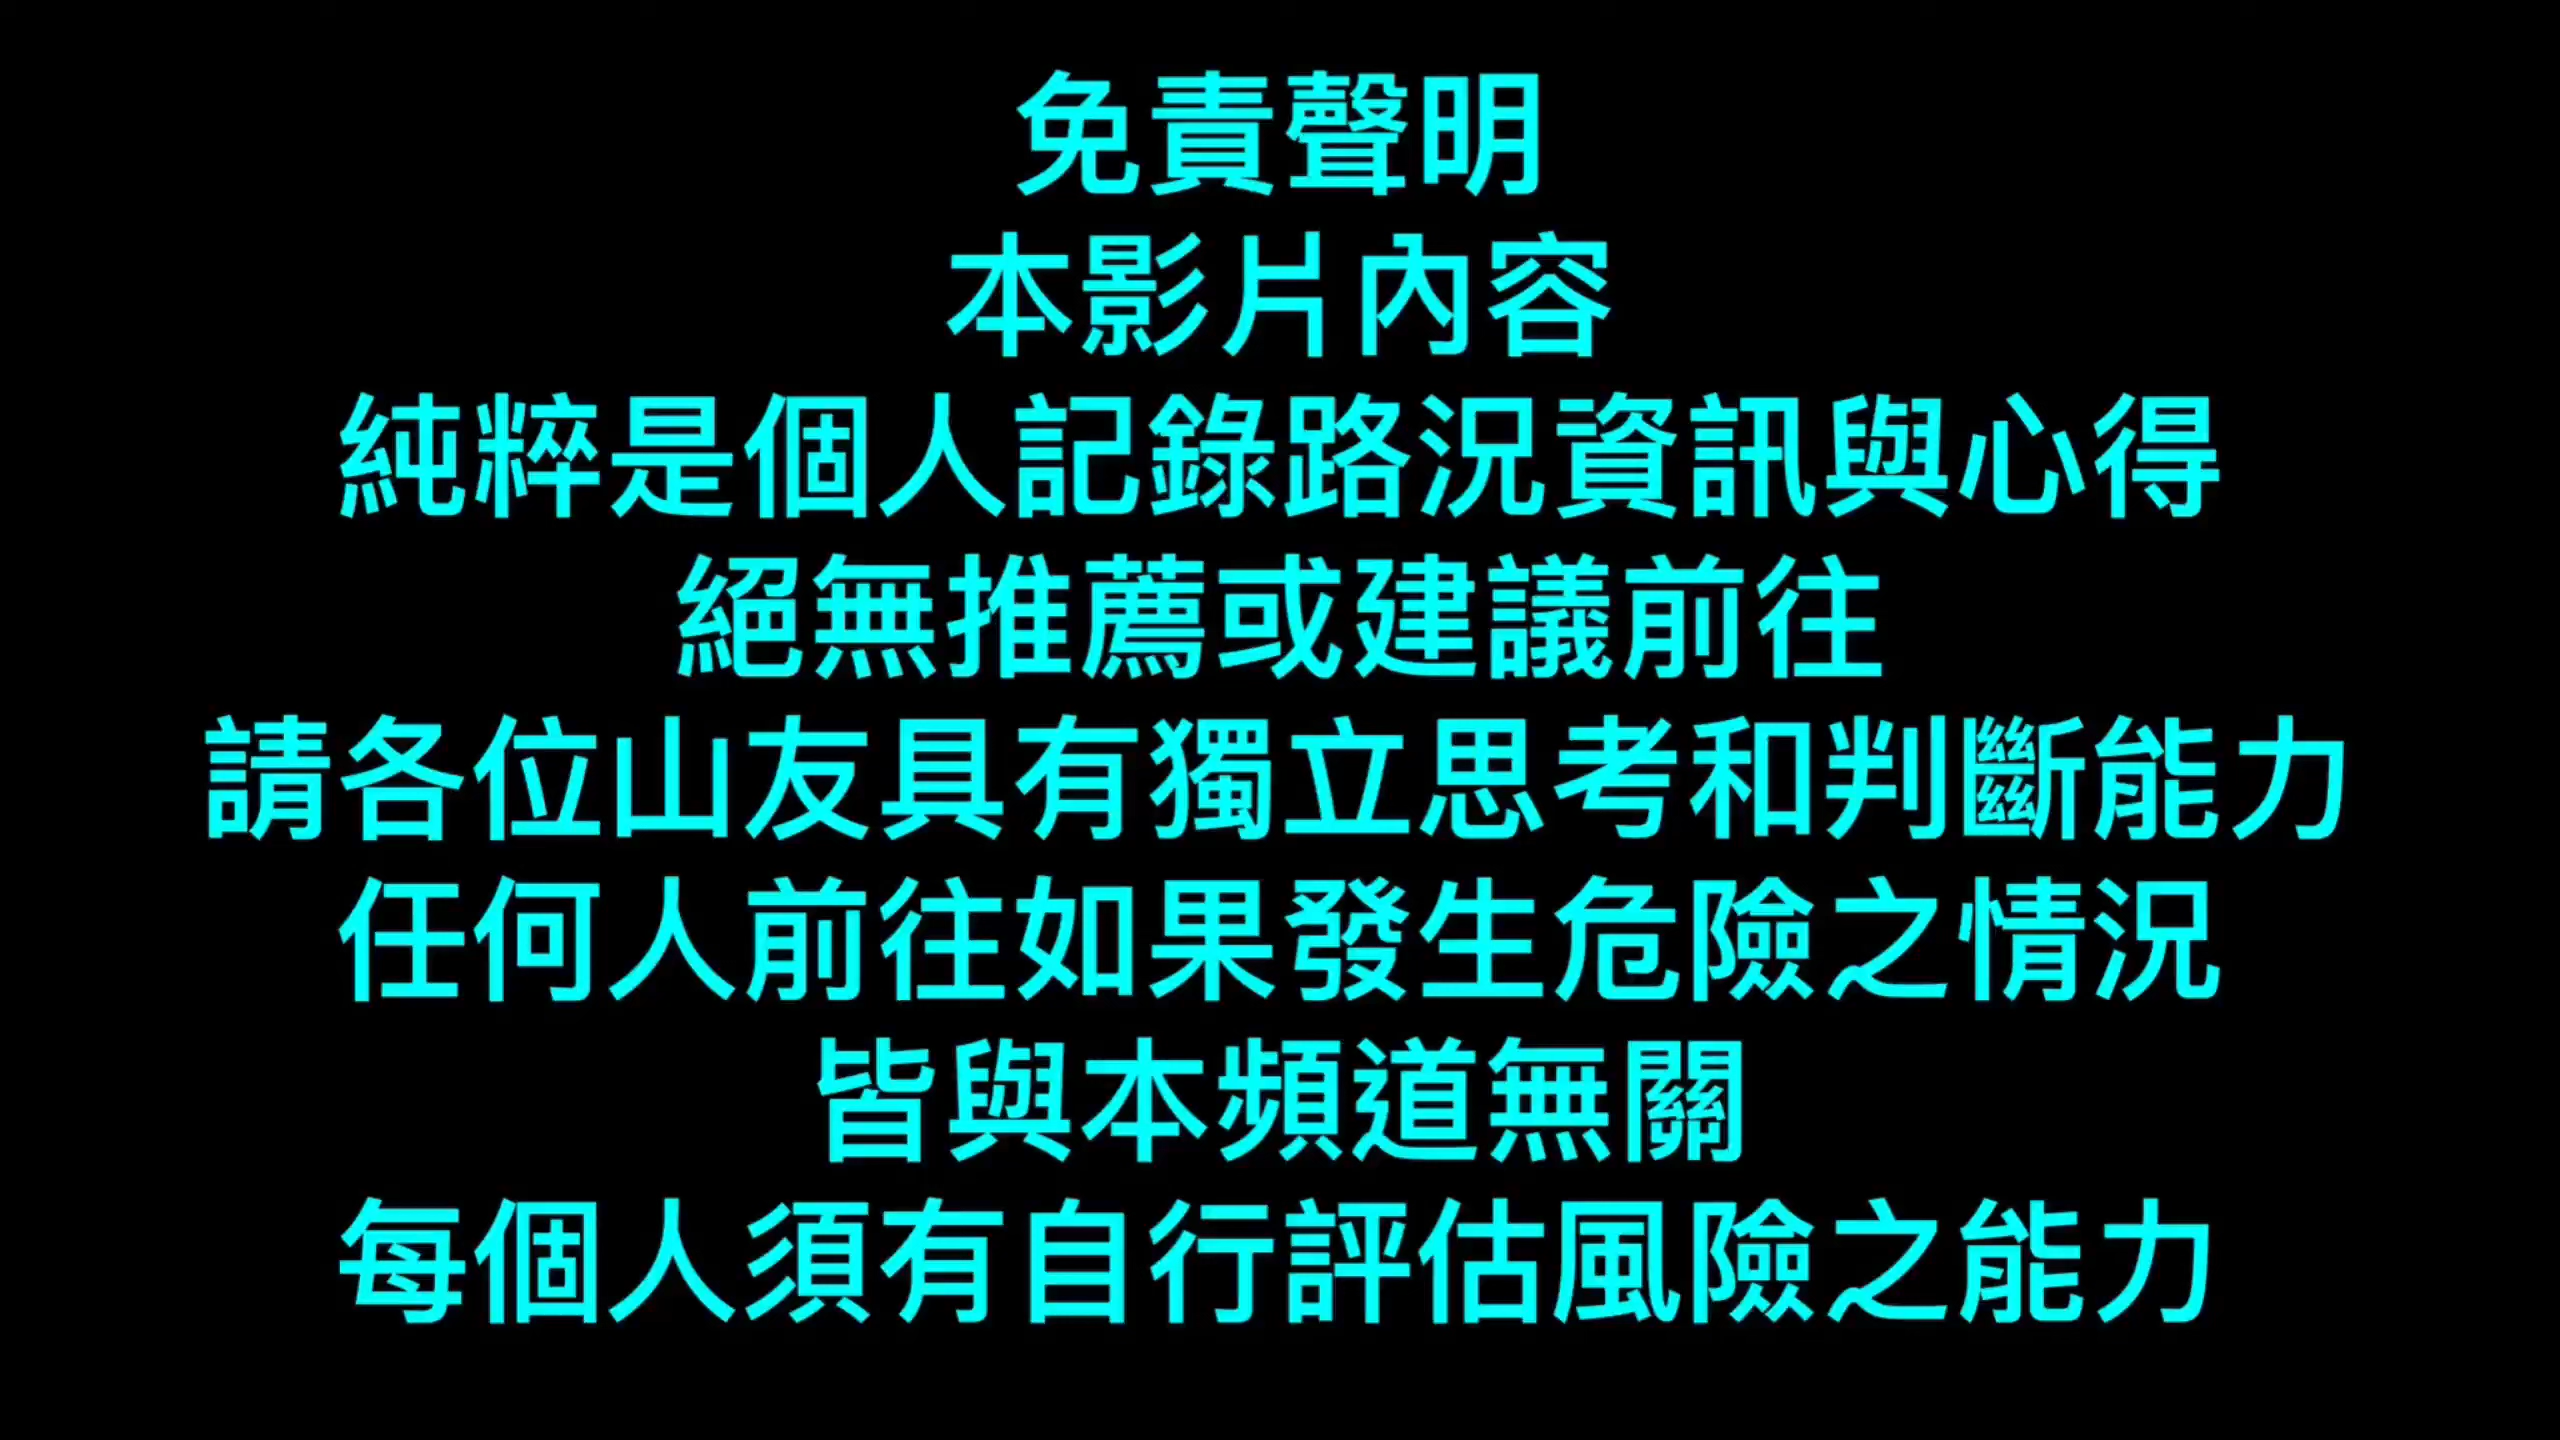 免責聲明
本影片內容
純粹是個人記錄路況資訊與心得
絕無推薦或建議前往
請各位山友具有獨立思考和判斷能力
任何人前往如果發生危險之情況
皆與本頻道無關
每個人須有自行評估風險之能力